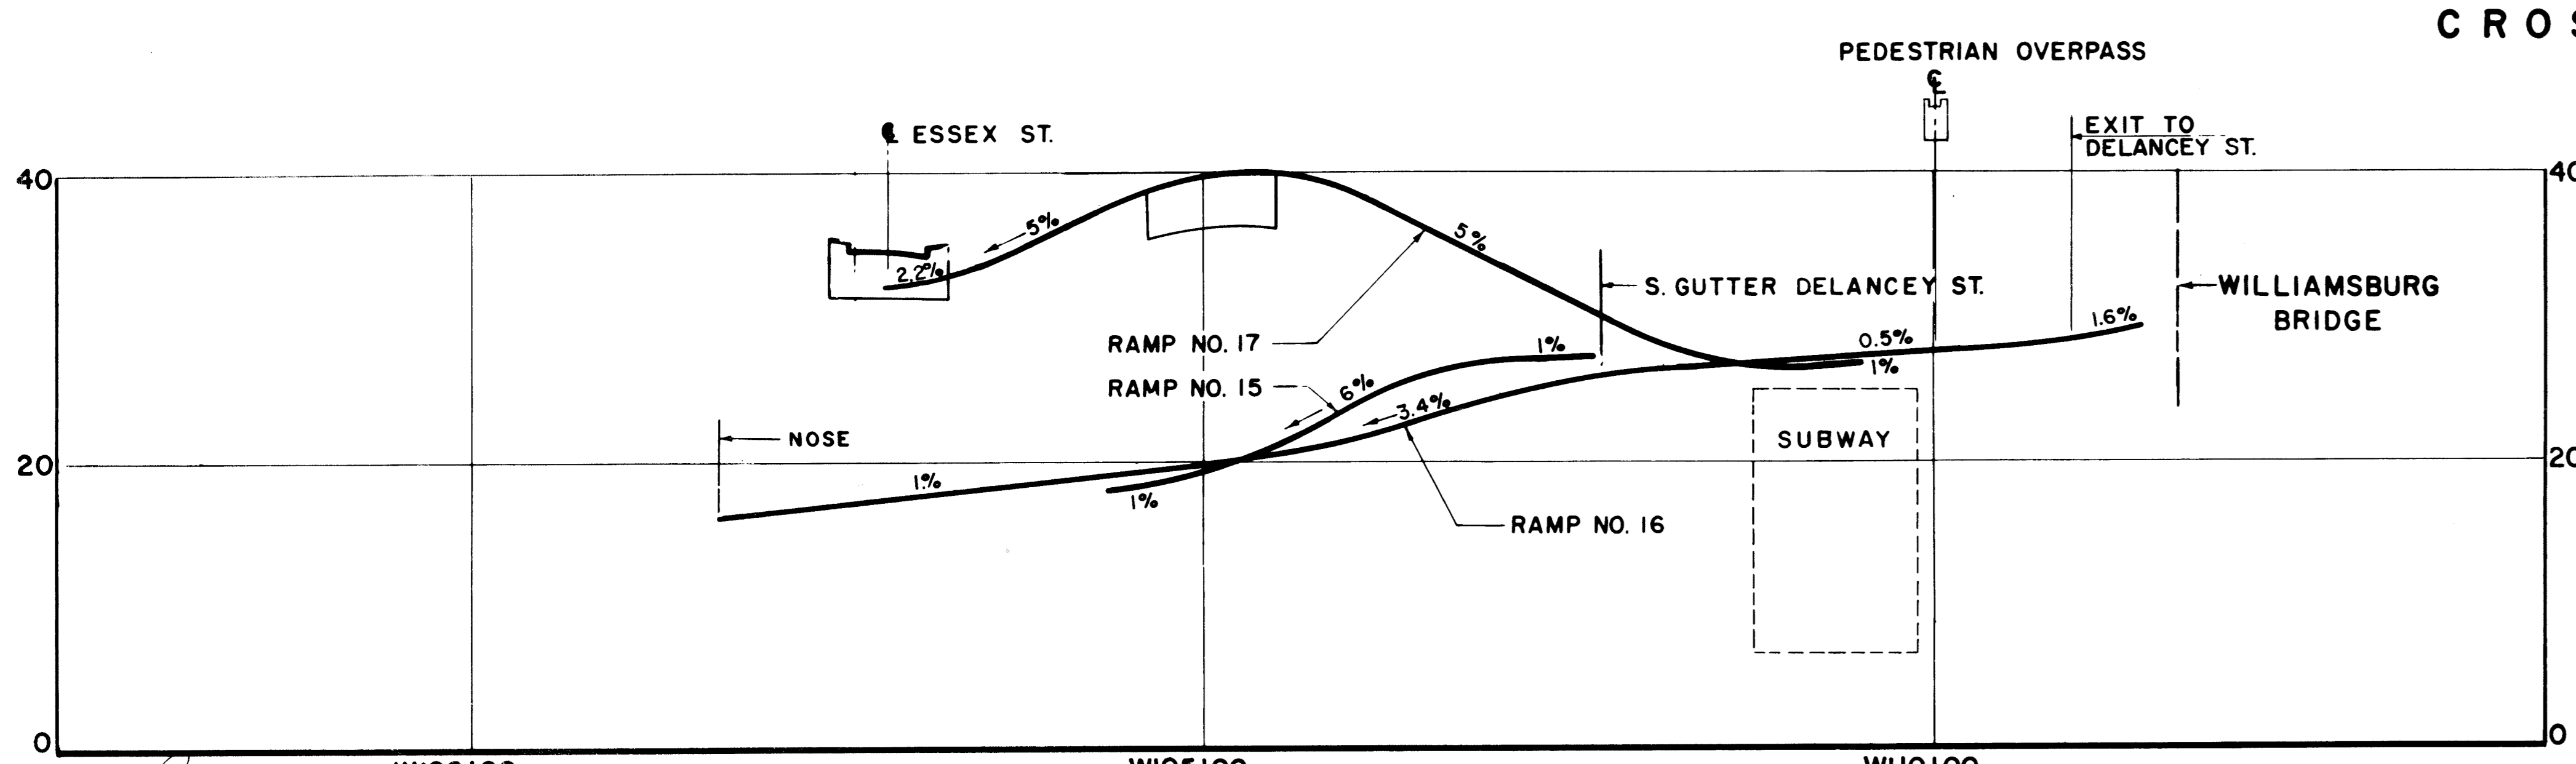 CROS
PEDESTRIAN OVERPASS
℄
℄ ESSEX ST.
EXIT TO
DELANCEY ST.
40
40
5%
5%
2.2%
S. GUTTER DELANCEY ST.
WILLIAMSBURG
BRIDGE
1.6%
RAMP NO. 17
1%
0.5%
1%
RAMP NO. 15
6%
3.4%
NOSE
SUBWAY
20
20
1%
1%
RAMP NO. 16
0
0